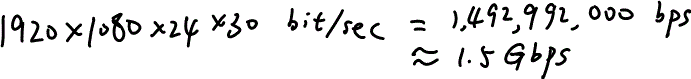 1920×1080×24×30 bit/sec = 1,492,992,000 bps
≈ 1.5 Gbps